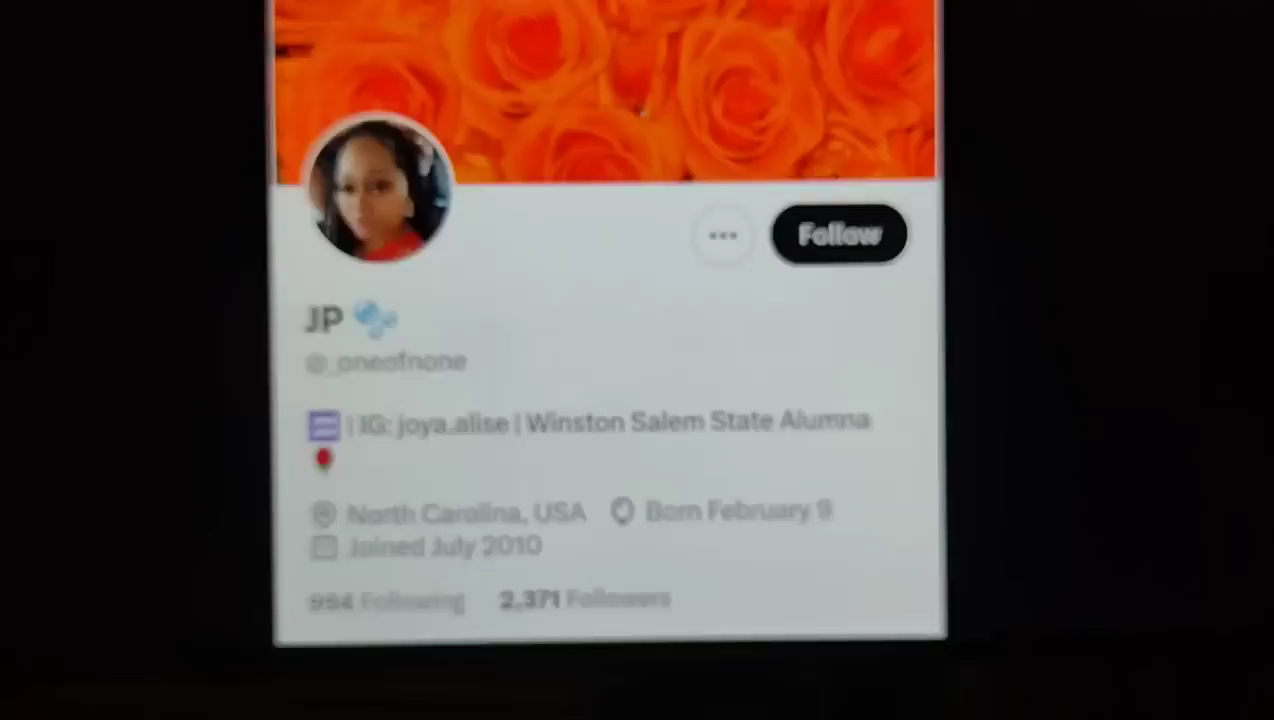 Follow
JP
@_oneofnone
| IG: joya.alise | Winston Salem State Alumna
North Carolina, USA Born February 9
Joined July 2010
994 Following 2,371 Followers